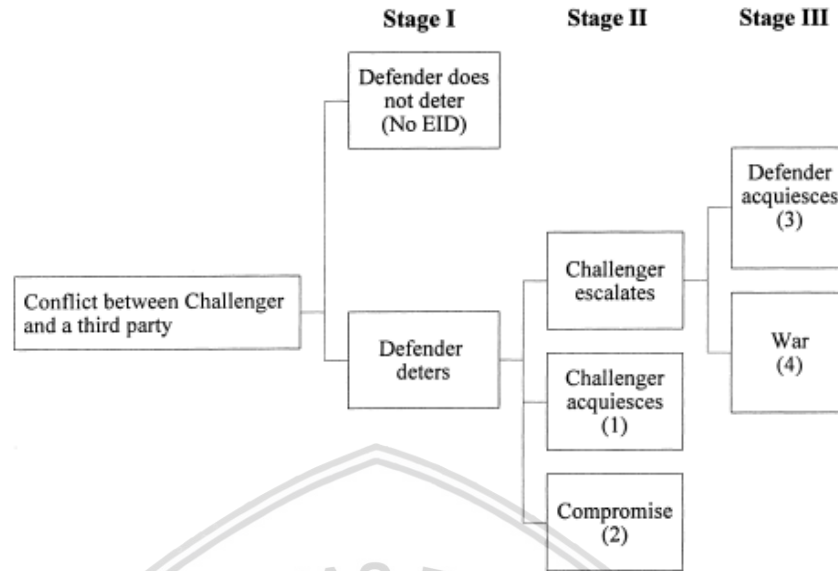 Stage I
Stage II
Stage III
Defender does
not deter
(No EID)
Defender
acquiesces
(3)
Challenger
escalates
Conflict between Challenger
and a third party
Defender
deters
War
(4)
Challenger
acquiesces
(1)
Compromise
(2)